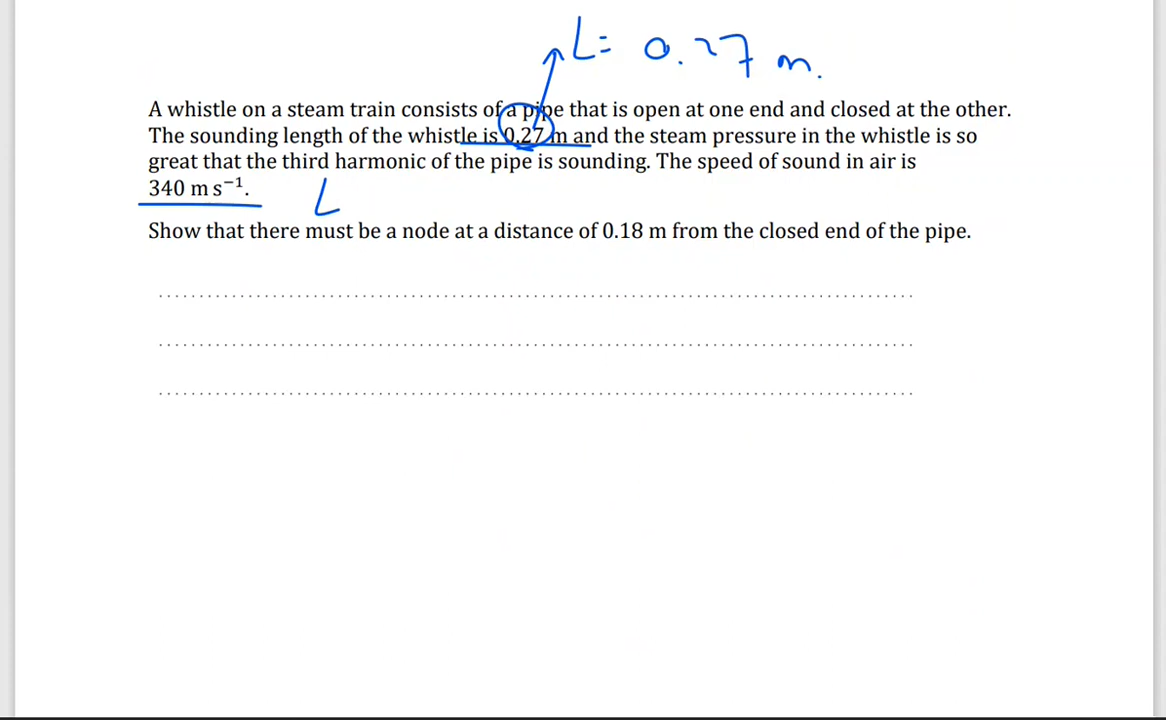 L= 0.27 m.
A whistle on a steam train consists of a pipe that is open at one end and closed at the other.
The sounding length of the whistle is 0.27 m and the steam pressure in the whistle is so
great that the third harmonic of the pipe is sounding. The speed of sound in air is
340 m s⁻¹.
L
Show that there must be a node at a distance of 0.18 m from the closed end of the pipe.